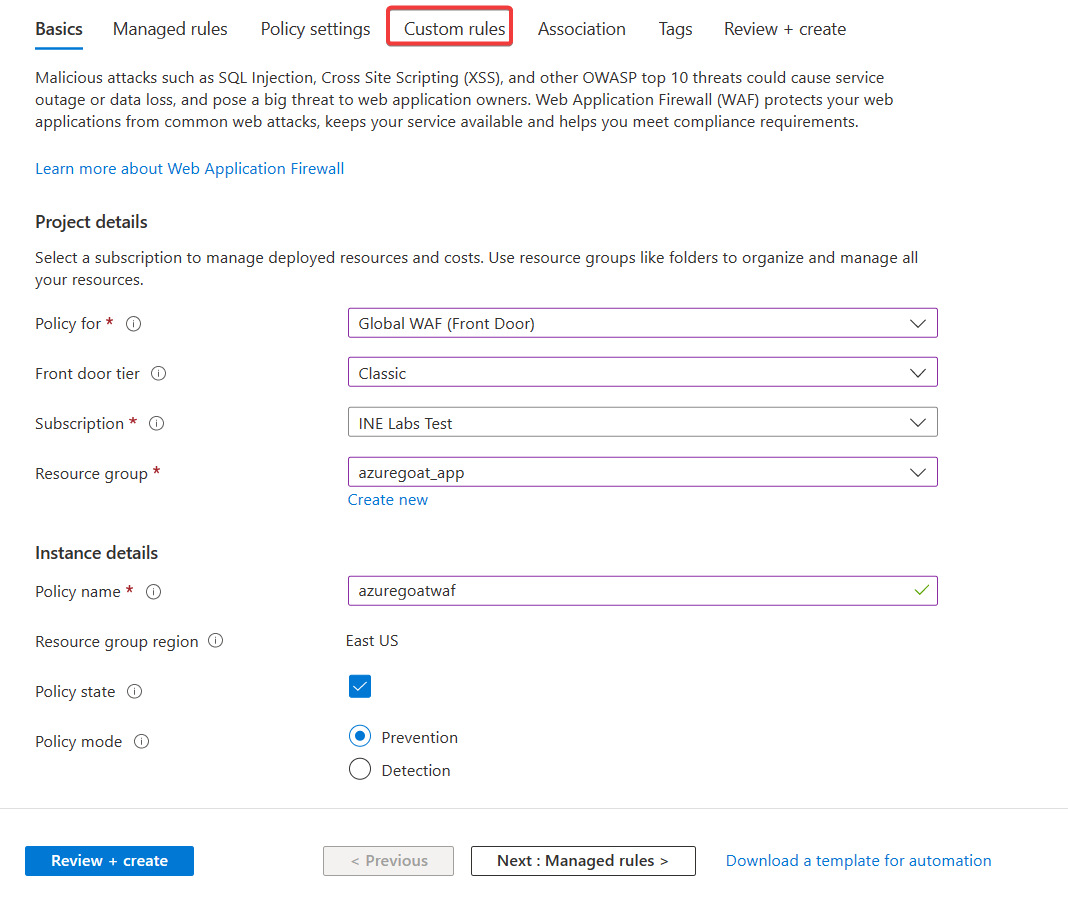 Basics Managed rules Policy settings Custom rules Association Tags Review + create
Malicious attacks such as SQL Injection, Cross Site Scripting (XSS), and other OWASP top 10 threats could cause service
outage or data loss, and pose a big threat to web application owners. Web Application Firewall (WAF) protects your web
applications from common web attacks, keeps your service available and helps you meet compliance requirements.
Learn more about Web Application Firewall
Project details
Select a subscription to manage deployed resources and costs. Use resource groups like folders to organize and manage all
your resources.
Policy for * Global WAF (Front Door)
Front door tier Classic
Subscription * INE Labs Test
Resource group * azuregoat_app
Create new
Instance details
Policy name * azuregoatwaf
Resource group region East US
Policy state
Policy mode Prevention
Detection
Review + create < Previous Next : Managed rules > Download a template for automation